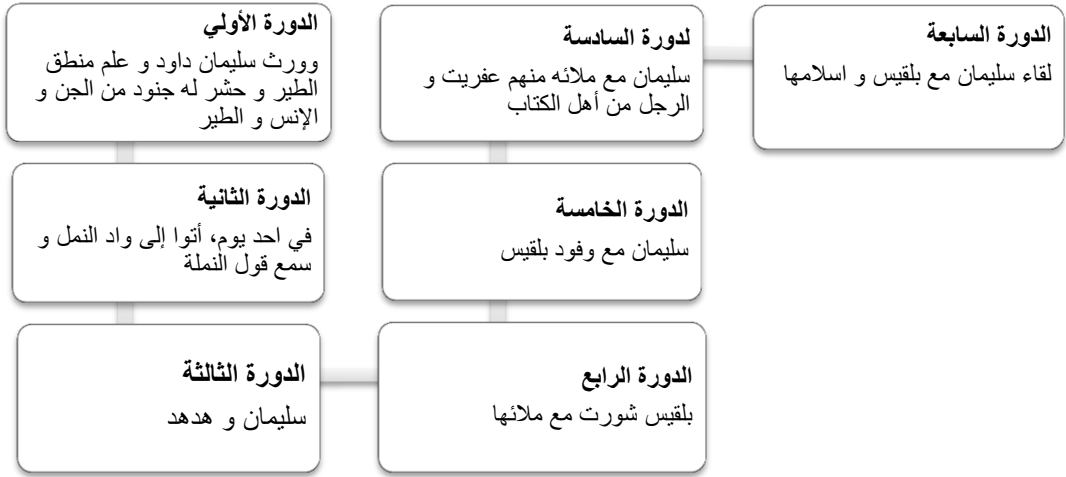 الدورة الأولي
وورث سليمان داود و علم منطق
الطير و حشر له جنود من الجن و
الإنس و الطير
الدورة الثانية
في احد يوم، أتوا إلى واد النمل و
سمع قول النملة
الدورة الثالثة
سليمان و هدهد
الدورة الرابع
بلقيس شورت مع ملائها
الدورة الخامسة
سليمان مع وفود بلقيس
لدورة السادسة
سليمان مع ملائه منهم عفريت و
الرجل من أهل الكتاب
الدورة السابعة
لقاء سليمان مع بلقيس و اسلامها